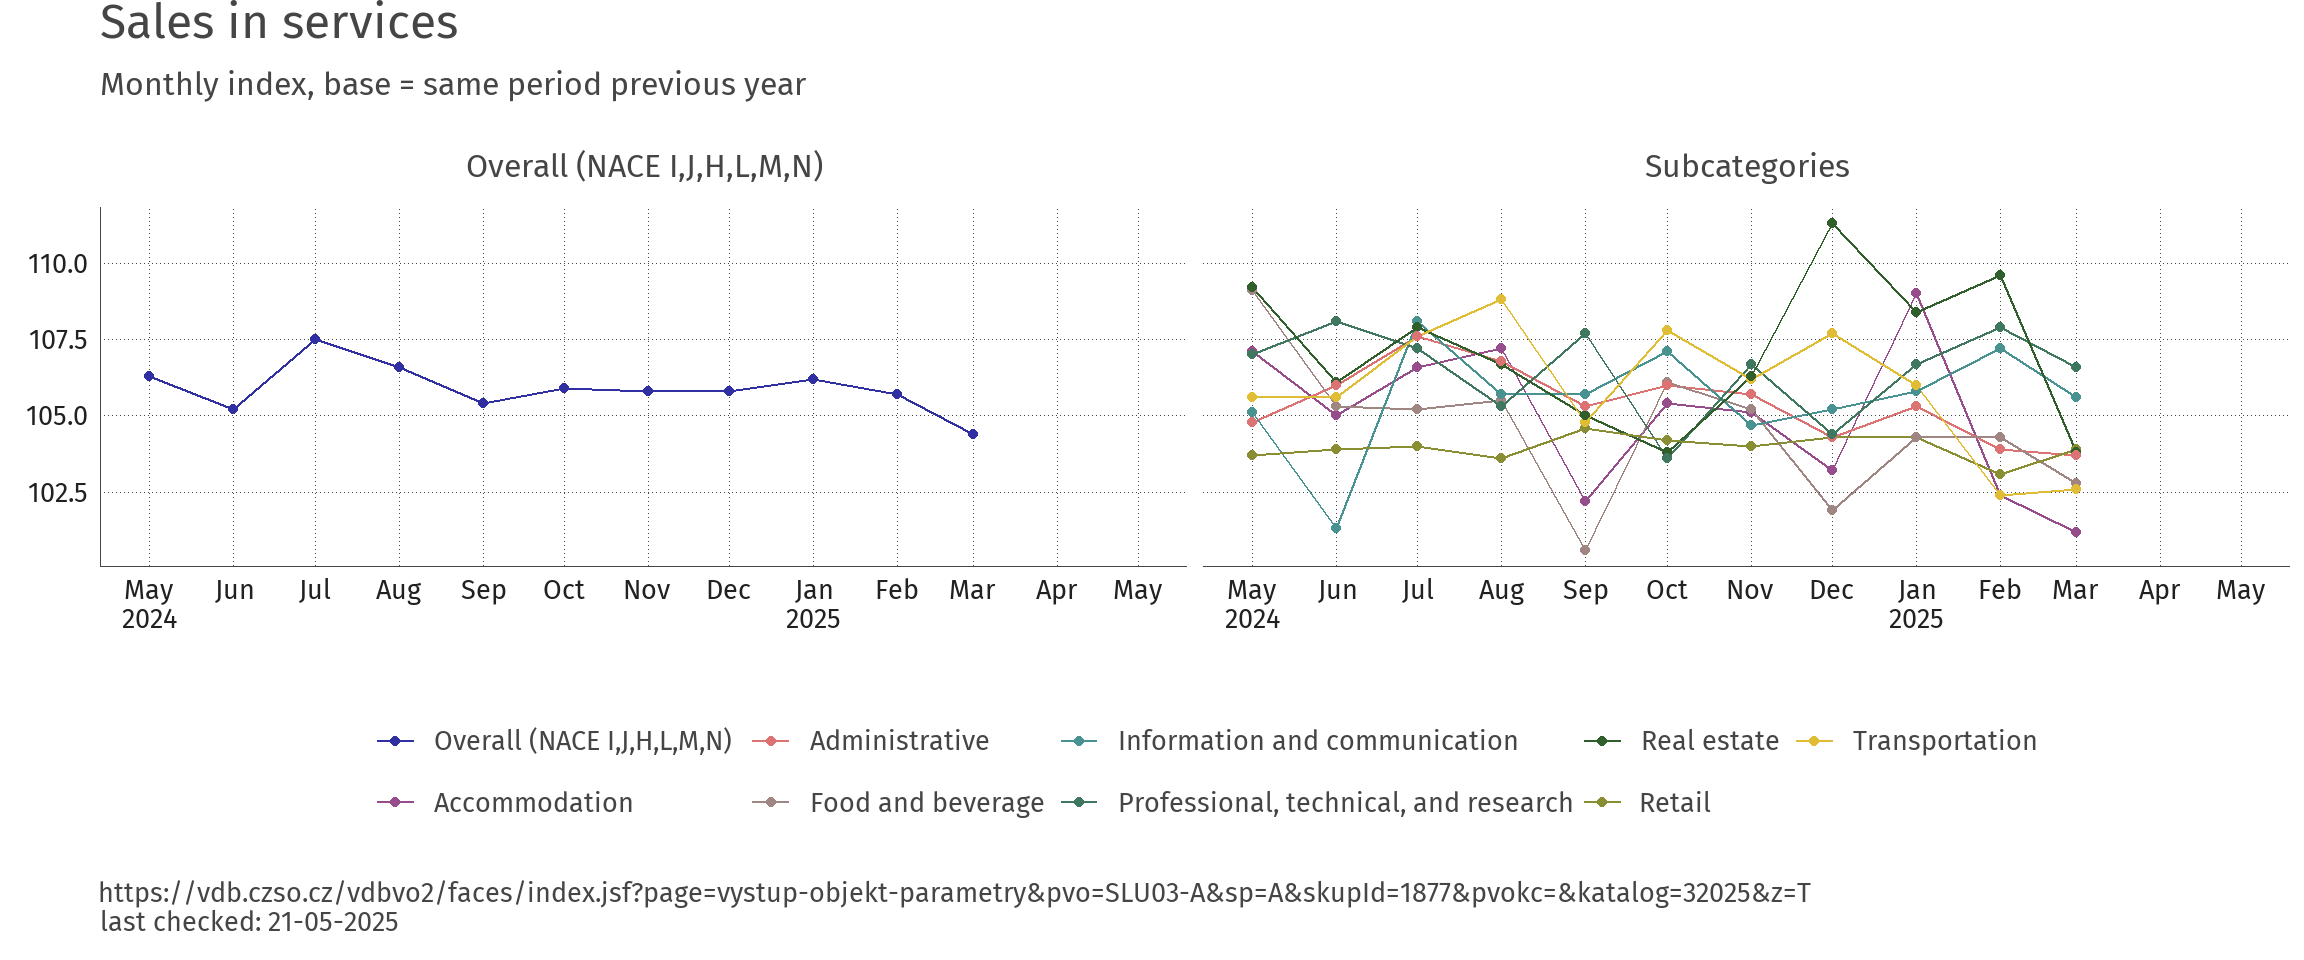 Sales in services
Monthly index, base = same period previous year
Overall (NACE I,J,H,L,M,N)
Subcategories
110.0
107.5
105.0
102.5
May Jun Jul Aug Sep Oct Nov Dec Jan Feb Mar Apr May
2024 2025
May Jun Jul Aug Sep Oct Nov Dec Jan Feb Mar Apr May
2024 2025
Overall (NACE I,J,H,L,M,N) Administrative Information and communication Real estate Transportation
Accommodation Food and beverage Professional, technical, and research Retail
https://vdb.czso.cz/vdbvo2/faces/index.jsf?page=vystup-objekt-parametry&pvo=SLU03-A&sp=A&skupId=1877&pvokc=&katalog=32025&z=T
last checked: 21-05-2025